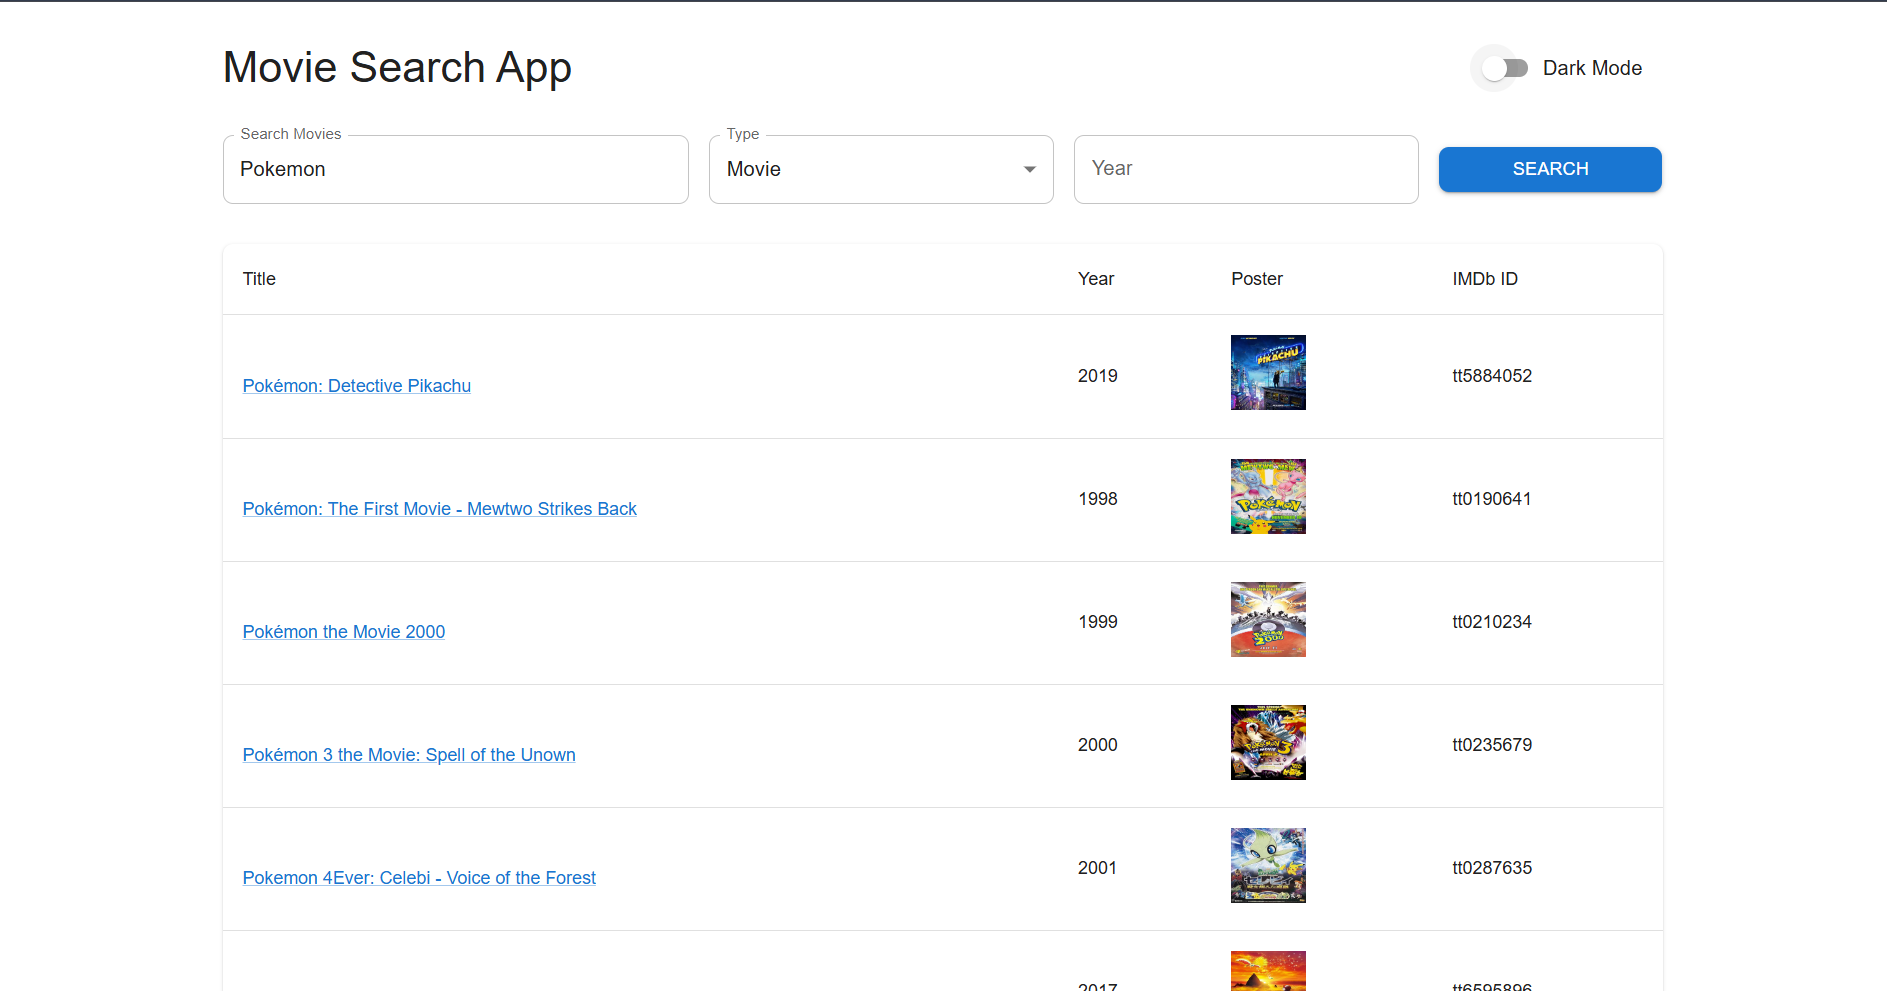 Movie Search App
Dark Mode
Search Movies
Pokemon
Type
Movie
Year
SEARCH
Title Year Poster IMDb ID
Pokémon: Detective Pikachu 2019 PIKACHU tt5884052
Pokémon: The First Movie - Mewtwo Strikes Back 1998 POKéMON tt0190641
Pokémon the Movie 2000 1999 POKéMON 2000 tt0210234
Pokémon 3 the Movie: Spell of the Unown 2000 POKéMON 3 tt0235679
Pokemon 4Ever: Celebi - Voice of the Forest 2001 tt0287635
2017 tt6595896